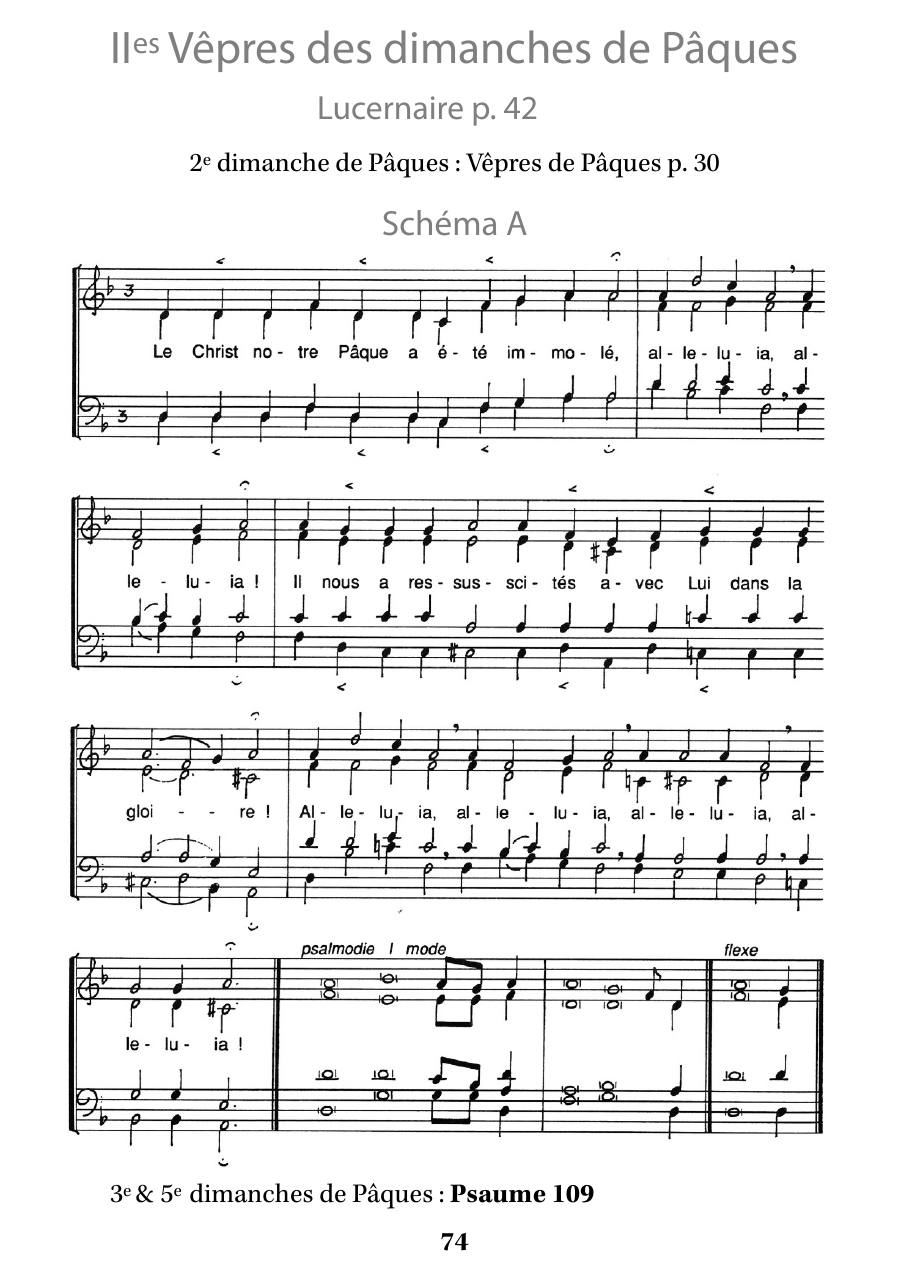 IIes Vêpres des dimanches de Pâques
Lucernaire p. 42
2e dimanche de Pâques : Vêpres de Pâques p. 30
Schéma A
3
Le Christ no - tre Pâque a é - té im - mo - lé, al - le - lu - ia, al -
3
le - lu - ia ! Il nous a res - sus - sci - tés a - vec Lui dans la
gloi - - re ! Al - le - lu - ia, al - le - lu - ia, al - le - lu - ia, al -
psalmodie I mode flexe
le - lu - ia !
3e & 5e dimanches de Pâques : Psaume 109
74